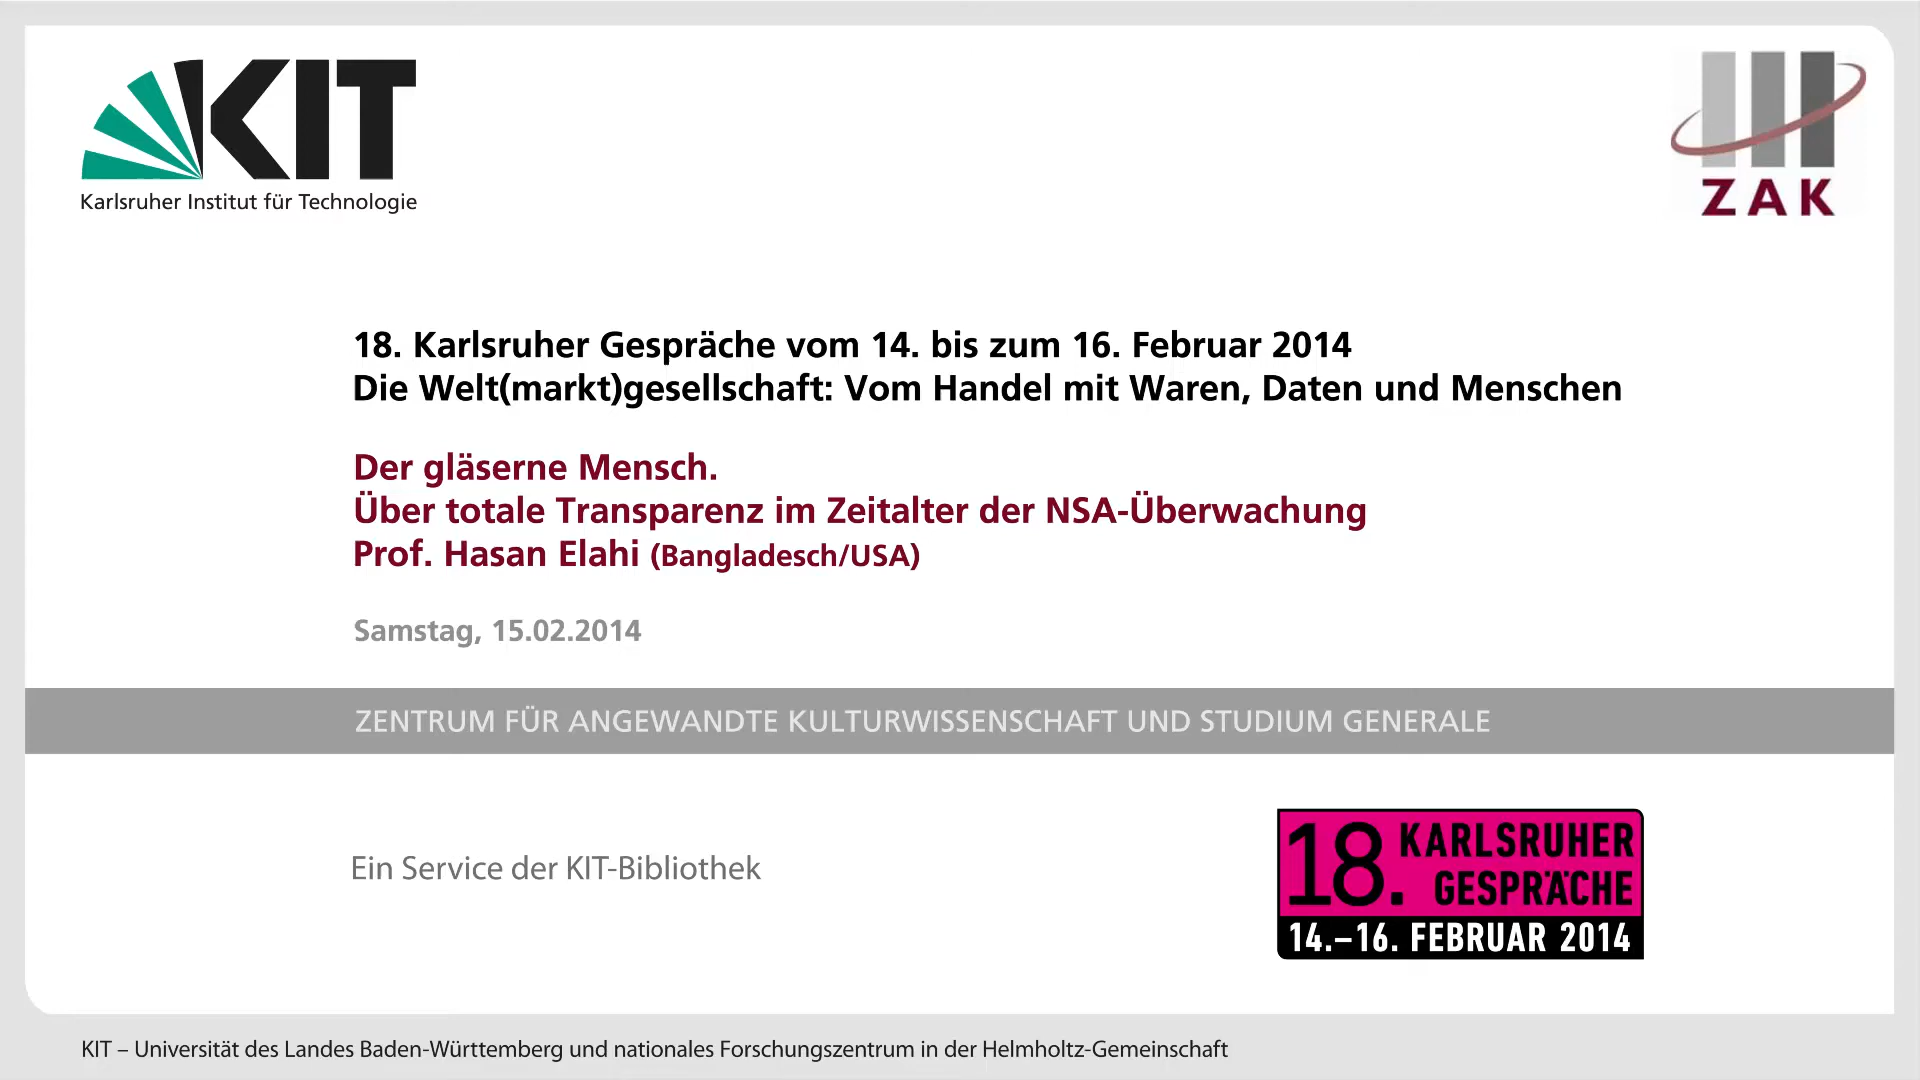 KIT
Karlsruher Institut für Technologie
ZAK
18. Karlsruher Gespräche vom 14. bis zum 16. Februar 2014
Die Welt(markt)gesellschaft: Vom Handel mit Waren, Daten und Menschen
Der gläserne Mensch.
Über totale Transparenz im Zeitalter der NSA-Überwachung
Prof. Hasan Elahi (Bangladesch/USA)
Samstag, 15.02.2014
ZENTRUM FÜR ANGEWANDTE KULTURWISSENSCHAFT UND STUDIUM GENERALE
Ein Service der KIT-Bibliothek
18. KARLSRUHER
GESPRÄCHE
14.–16. FEBRUAR 2014
KIT – Universität des Landes Baden-Württemberg und nationales Forschungszentrum in der Helmholtz-Gemeinschaft